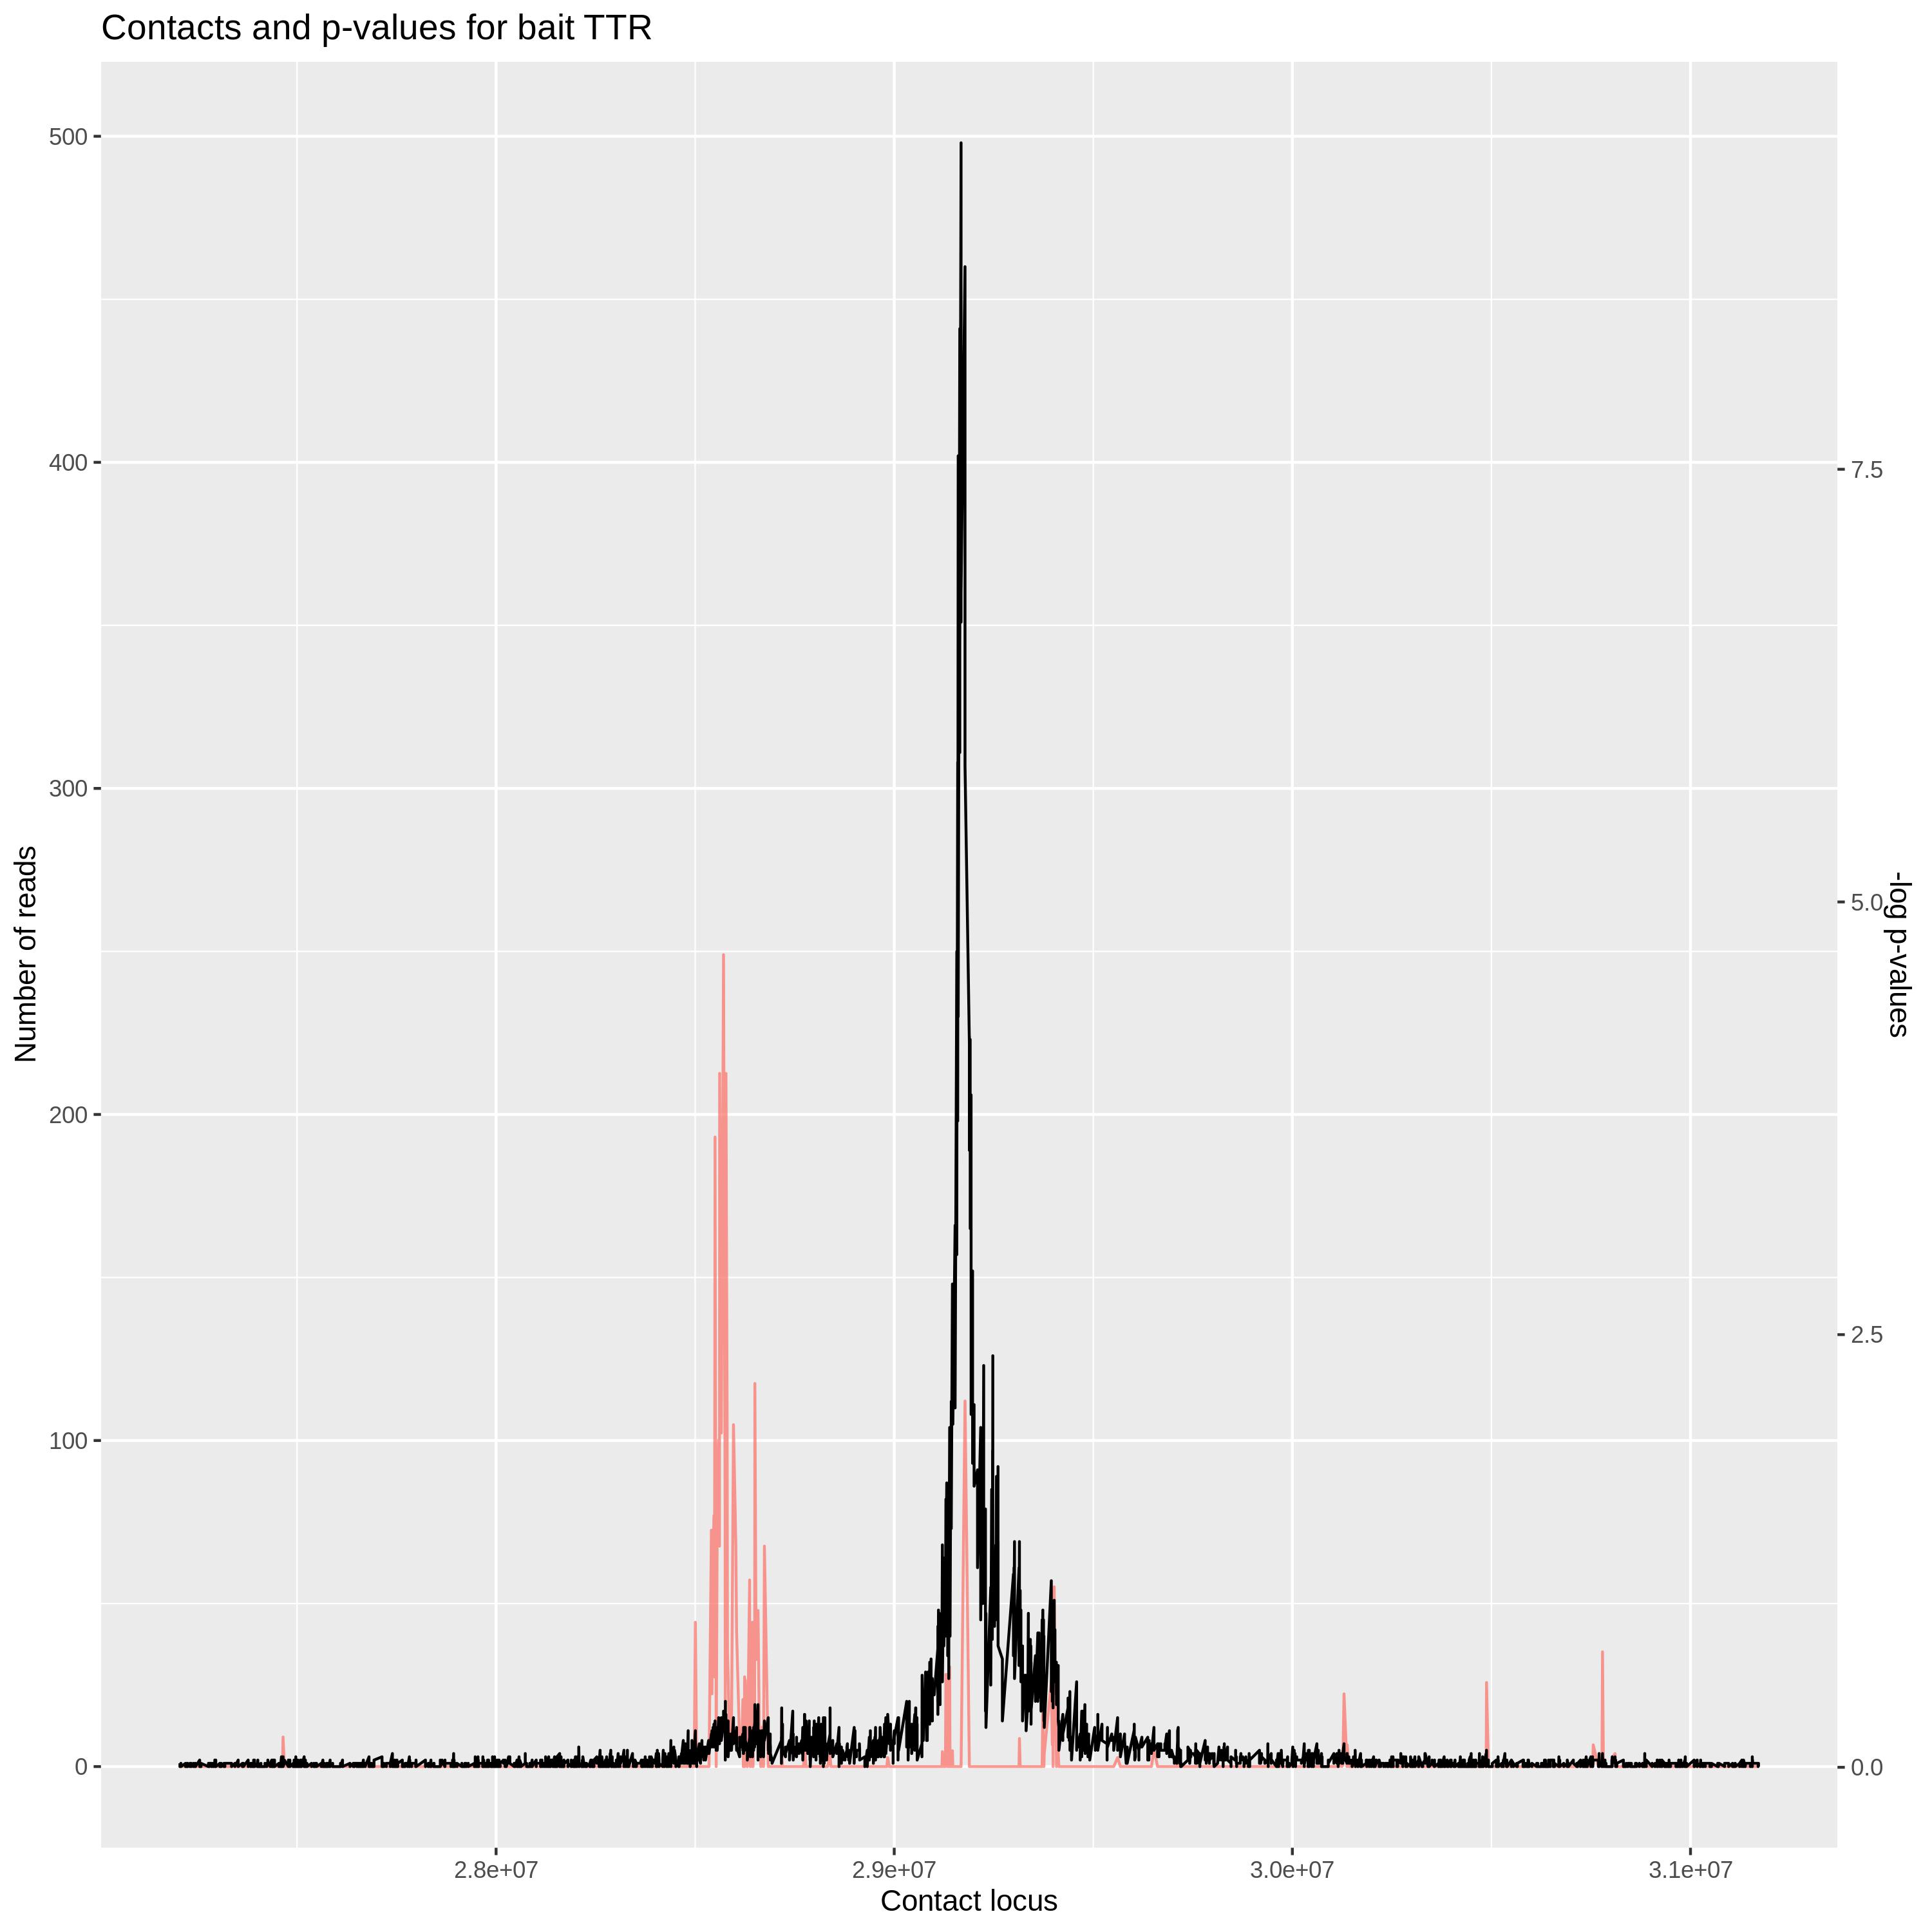 Contacts and p-values for bait TTR
500
400
300
200
100
0
Number of reads
7.5
5.0
2.5
0.0
-log p-values
2.8e+07
2.9e+07
3.0e+07
3.1e+07
Contact locus